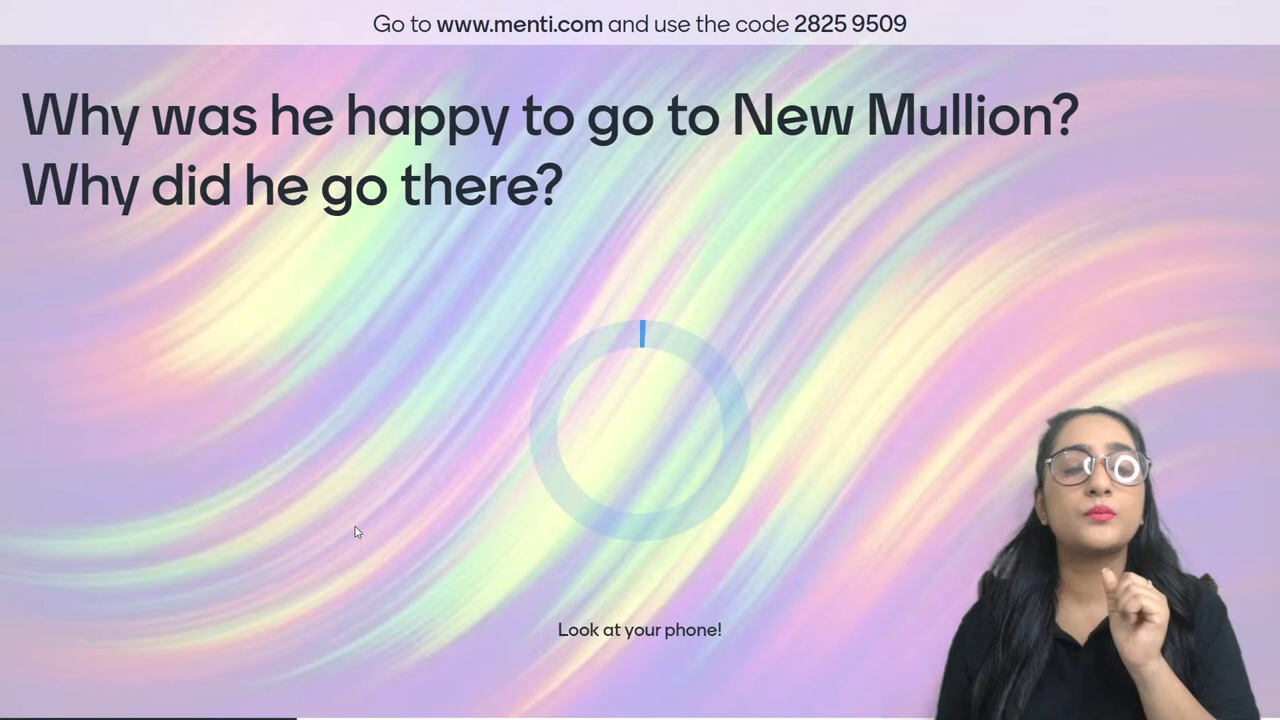 Go to www.menti.com and use the code 2825 9509
Why was he happy to go to New Mullion?
Why did he go there?
Look at your phone!